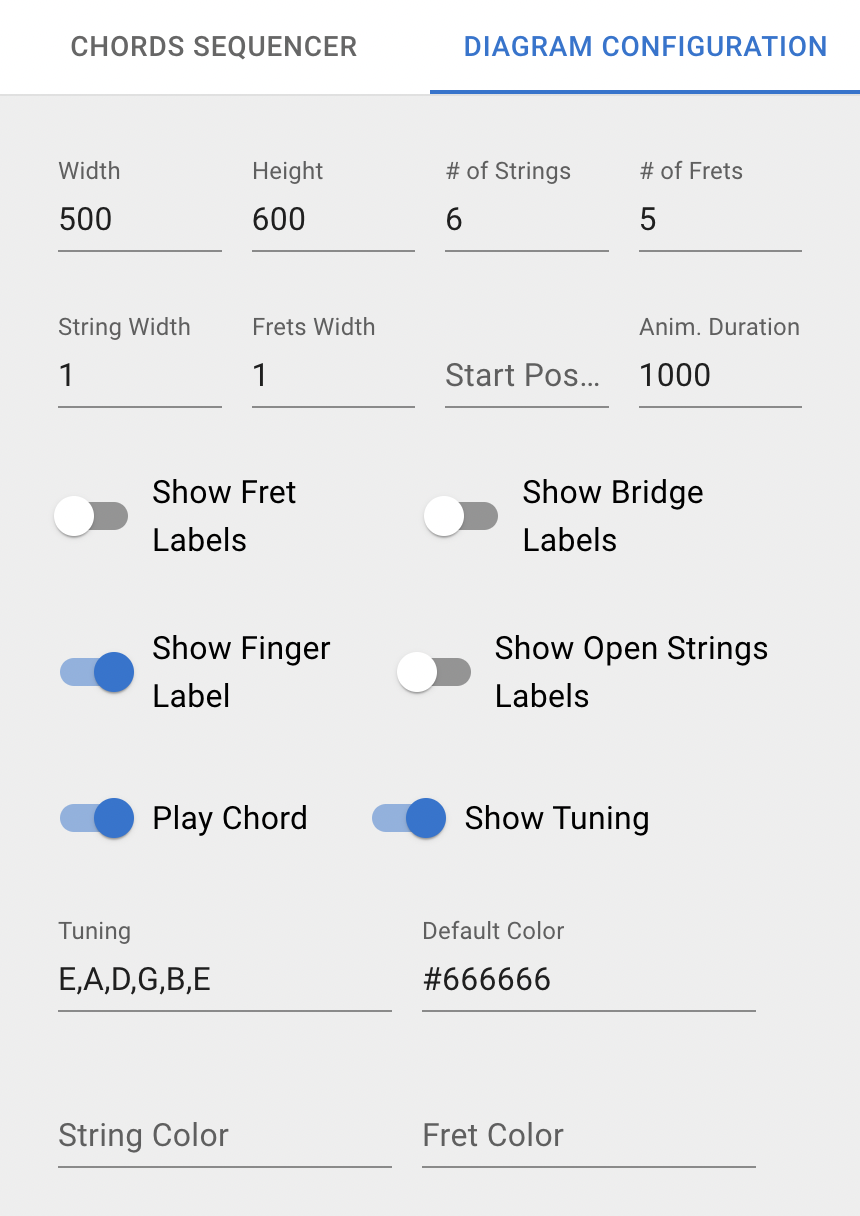 CHORDS SEQUENCER
DIAGRAM CONFIGURATION
Width
Height
# of Strings
# of Frets
500
600
6
5
String Width
Frets Width
Anim. Duration
1
1
Start Pos...
1000
Show Fret
Labels
Show Bridge
Labels
Show Finger
Label
Show Open Strings
Labels
Play Chord
Show Tuning
Tuning
Default Color
E,A,D,G,B,E
#666666
String Color
Fret Color